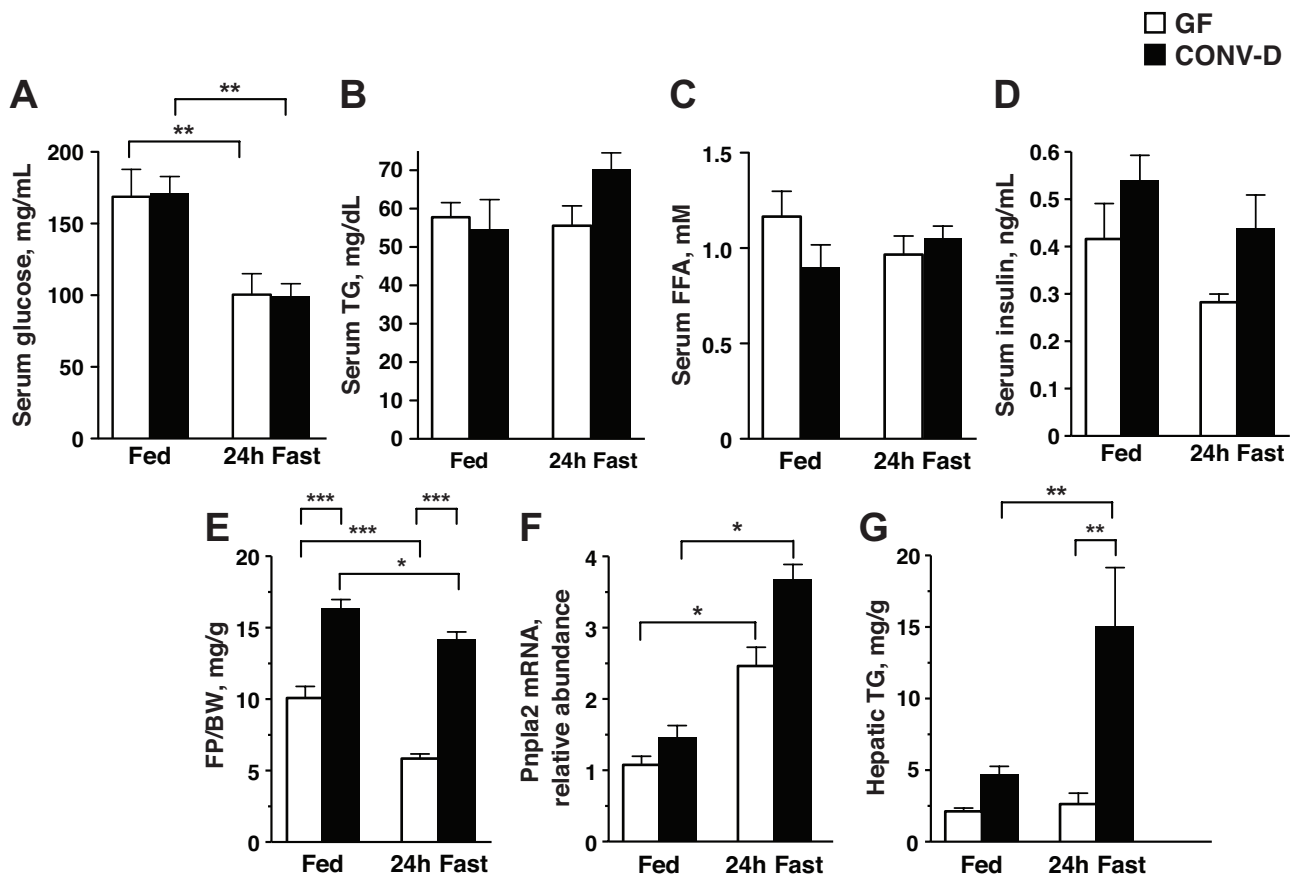 GF
CONV-D
A
**
**
Serum glucose, mg/mL
200
150
100
50
0
Fed
24h Fast
B
Serum TG, mg/dL
70
60
50
40
30
20
10
0
Fed
24h Fast
C
Serum FFA, mM
1.5
1.0
0.5
0
Fed
24h Fast
D
Serum insulin, ng/mL
0.6
0.5
0.4
0.3
0.2
0.1
0
Fed
24h Fast
E
***
***
***
*
FP/BW, mg/g
20
15
10
5
0
Fed
24h Fast
F
*
*
Pnpla2 mRNA,
relative abundance
4
3
2
1
0
Fed
24h Fast
G
**
**
Hepatic TG, mg/g
20
15
10
5
0
Fed
24h Fast